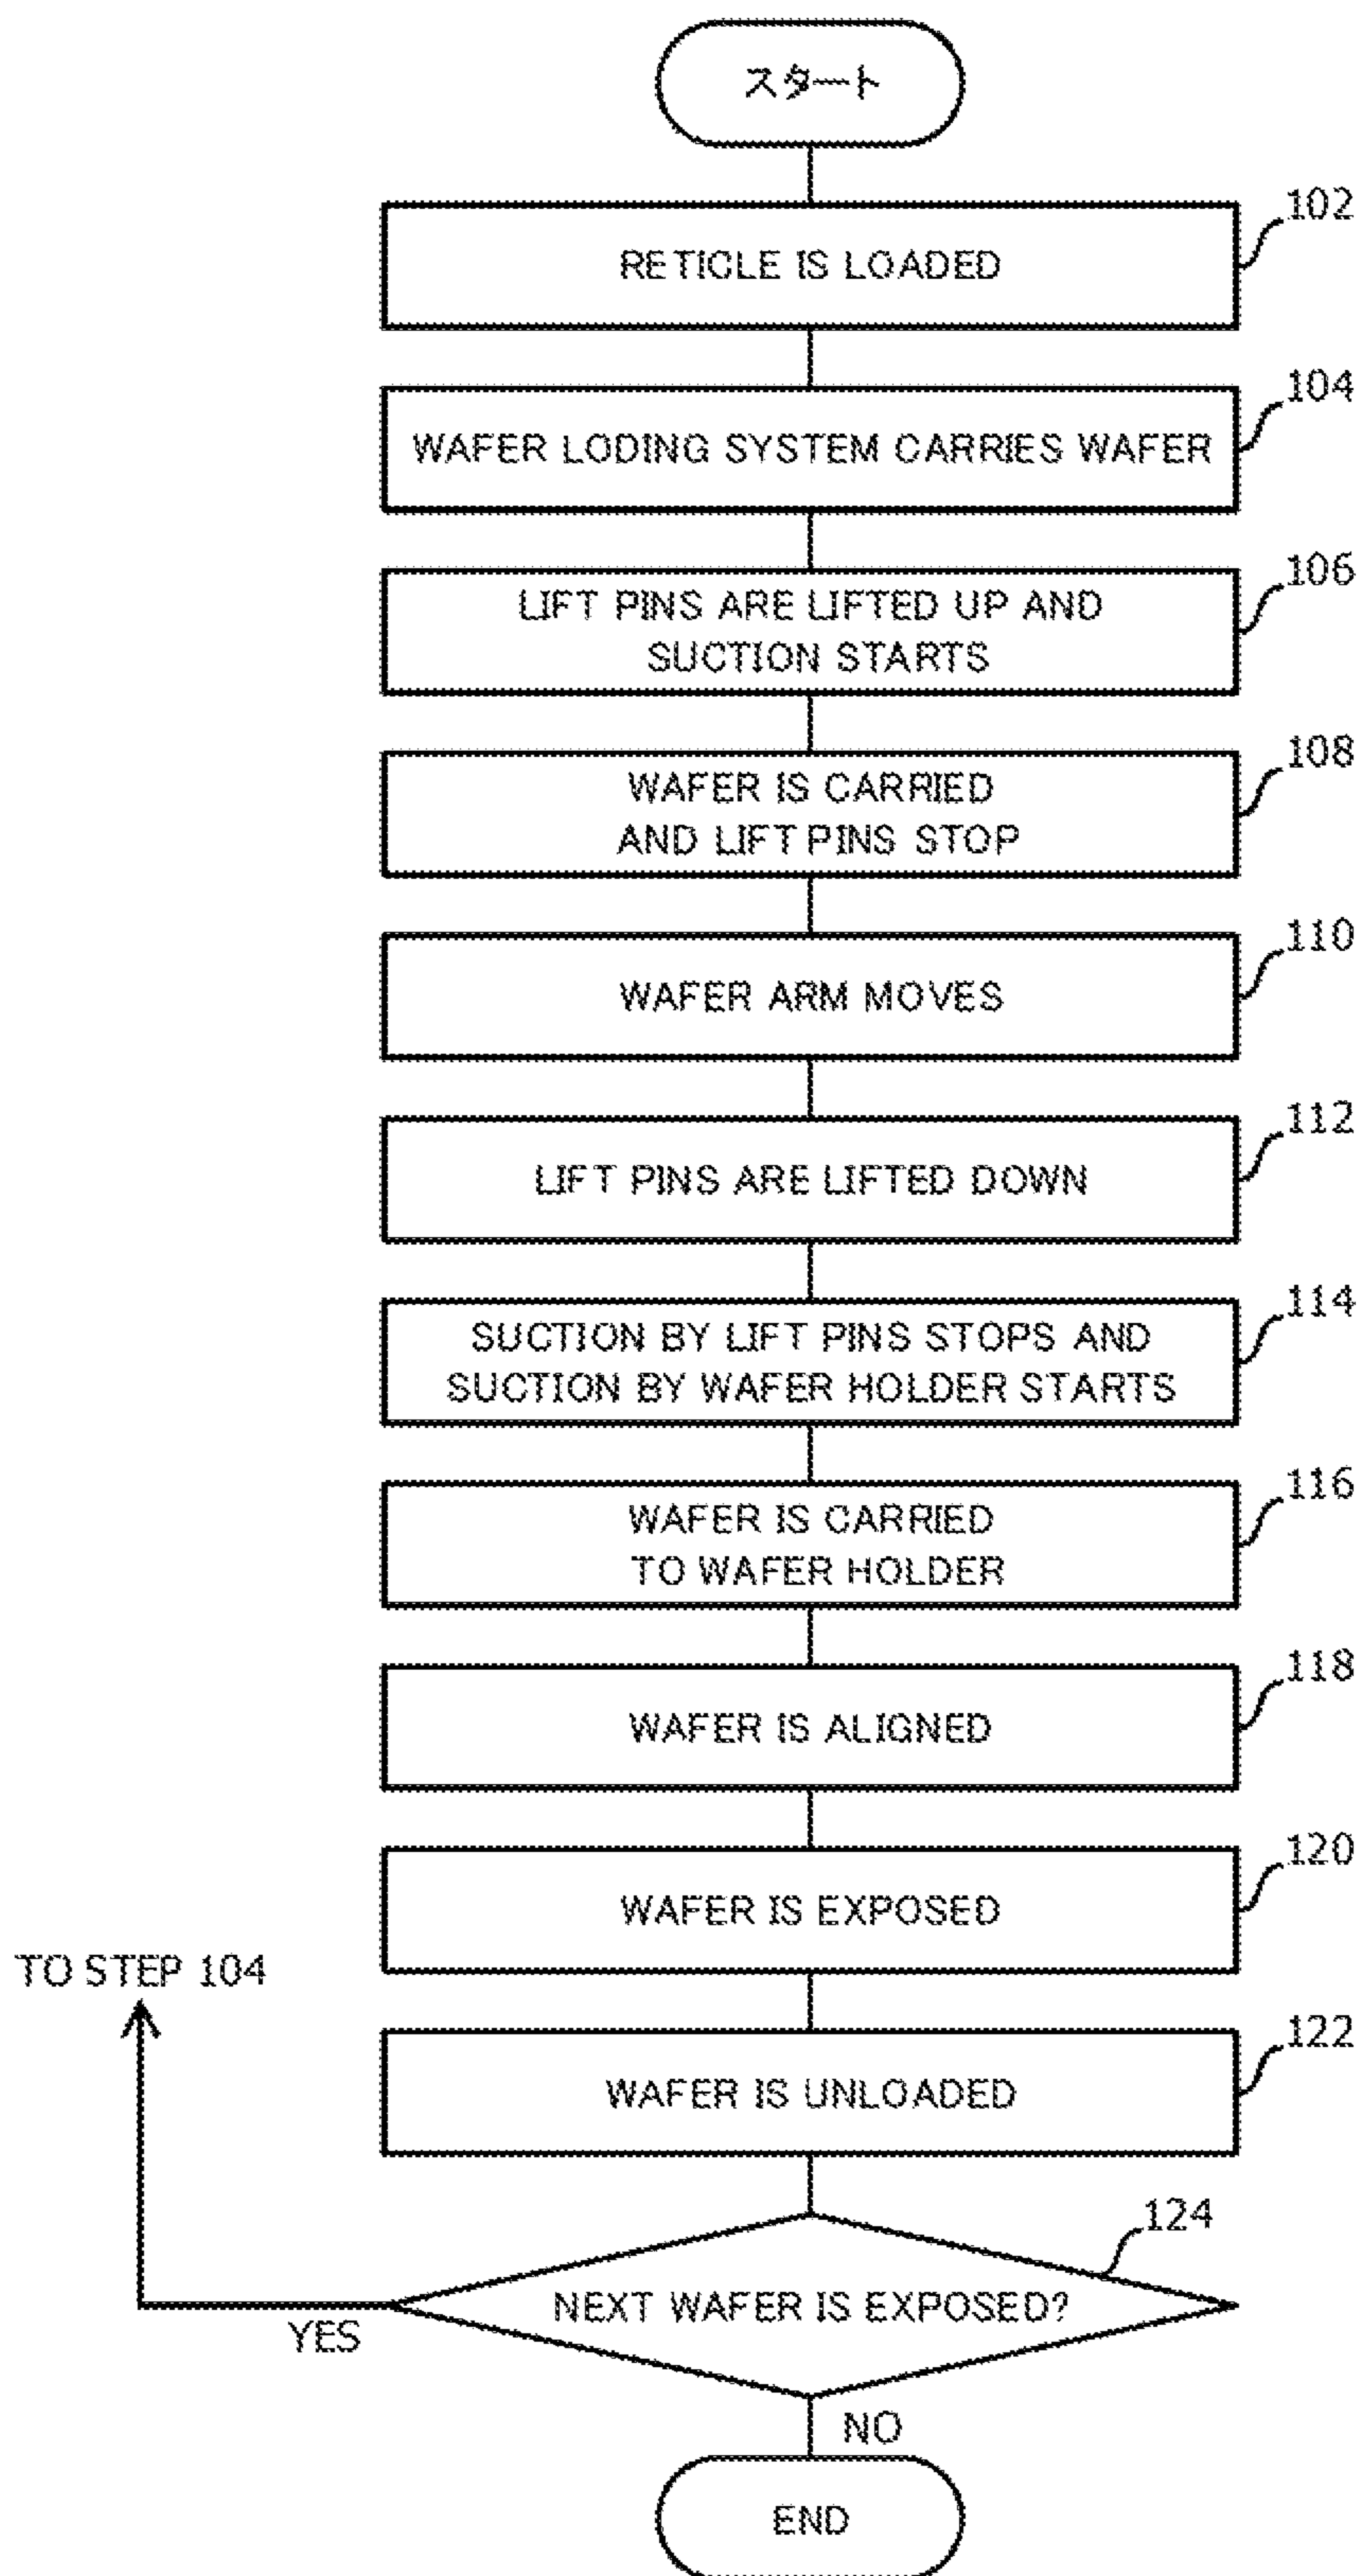 スタート
RETICLE IS LOADED
102
WAFER LODING SYSTEM CARRIES WAFER
104
LIFT PINS ARE LIFTED UP AND
SUCTION STARTS
106
WAFER IS CARRIED
AND LIFT PINS STOP
108
WAFER ARM MOVES
110
LIFT PINS ARE LIFTED DOWN
112
SUCTION BY LIFT PINS STOPS AND
SUCTION BY WAFER HOLDER STARTS
114
WAFER IS CARRIED
TO WAFER HOLDER
116
WAFER IS ALIGNED
118
WAFER IS EXPOSED
120
TO STEP 104
WAFER IS UNLOADED
122
NEXT WAFER IS EXPOSED?
124
YES
NO
END